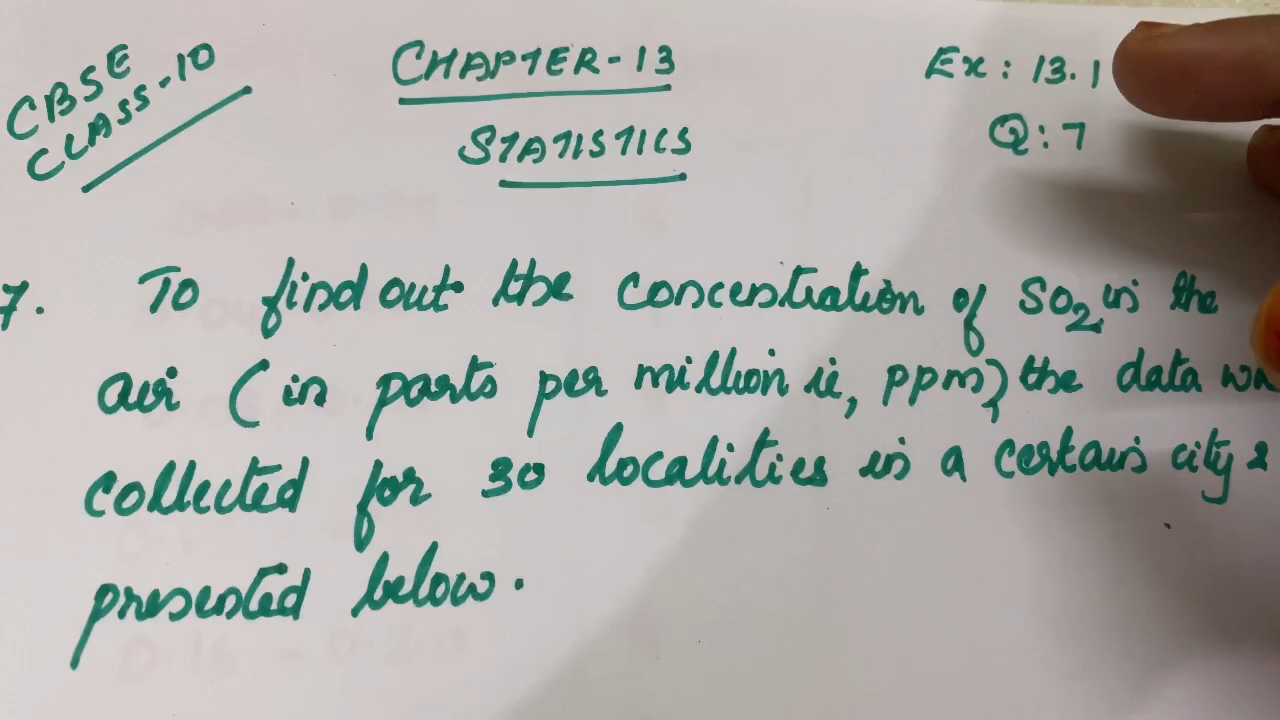 CBSE
CLASS-10
CHAPTER-13
STATISTICS
Ex: 13.1
Q:7
7. To find out the concentration of SO2 in the
air (in parts per million ie, ppm) the data
collected for 30 localities in a certain city &
presented below.